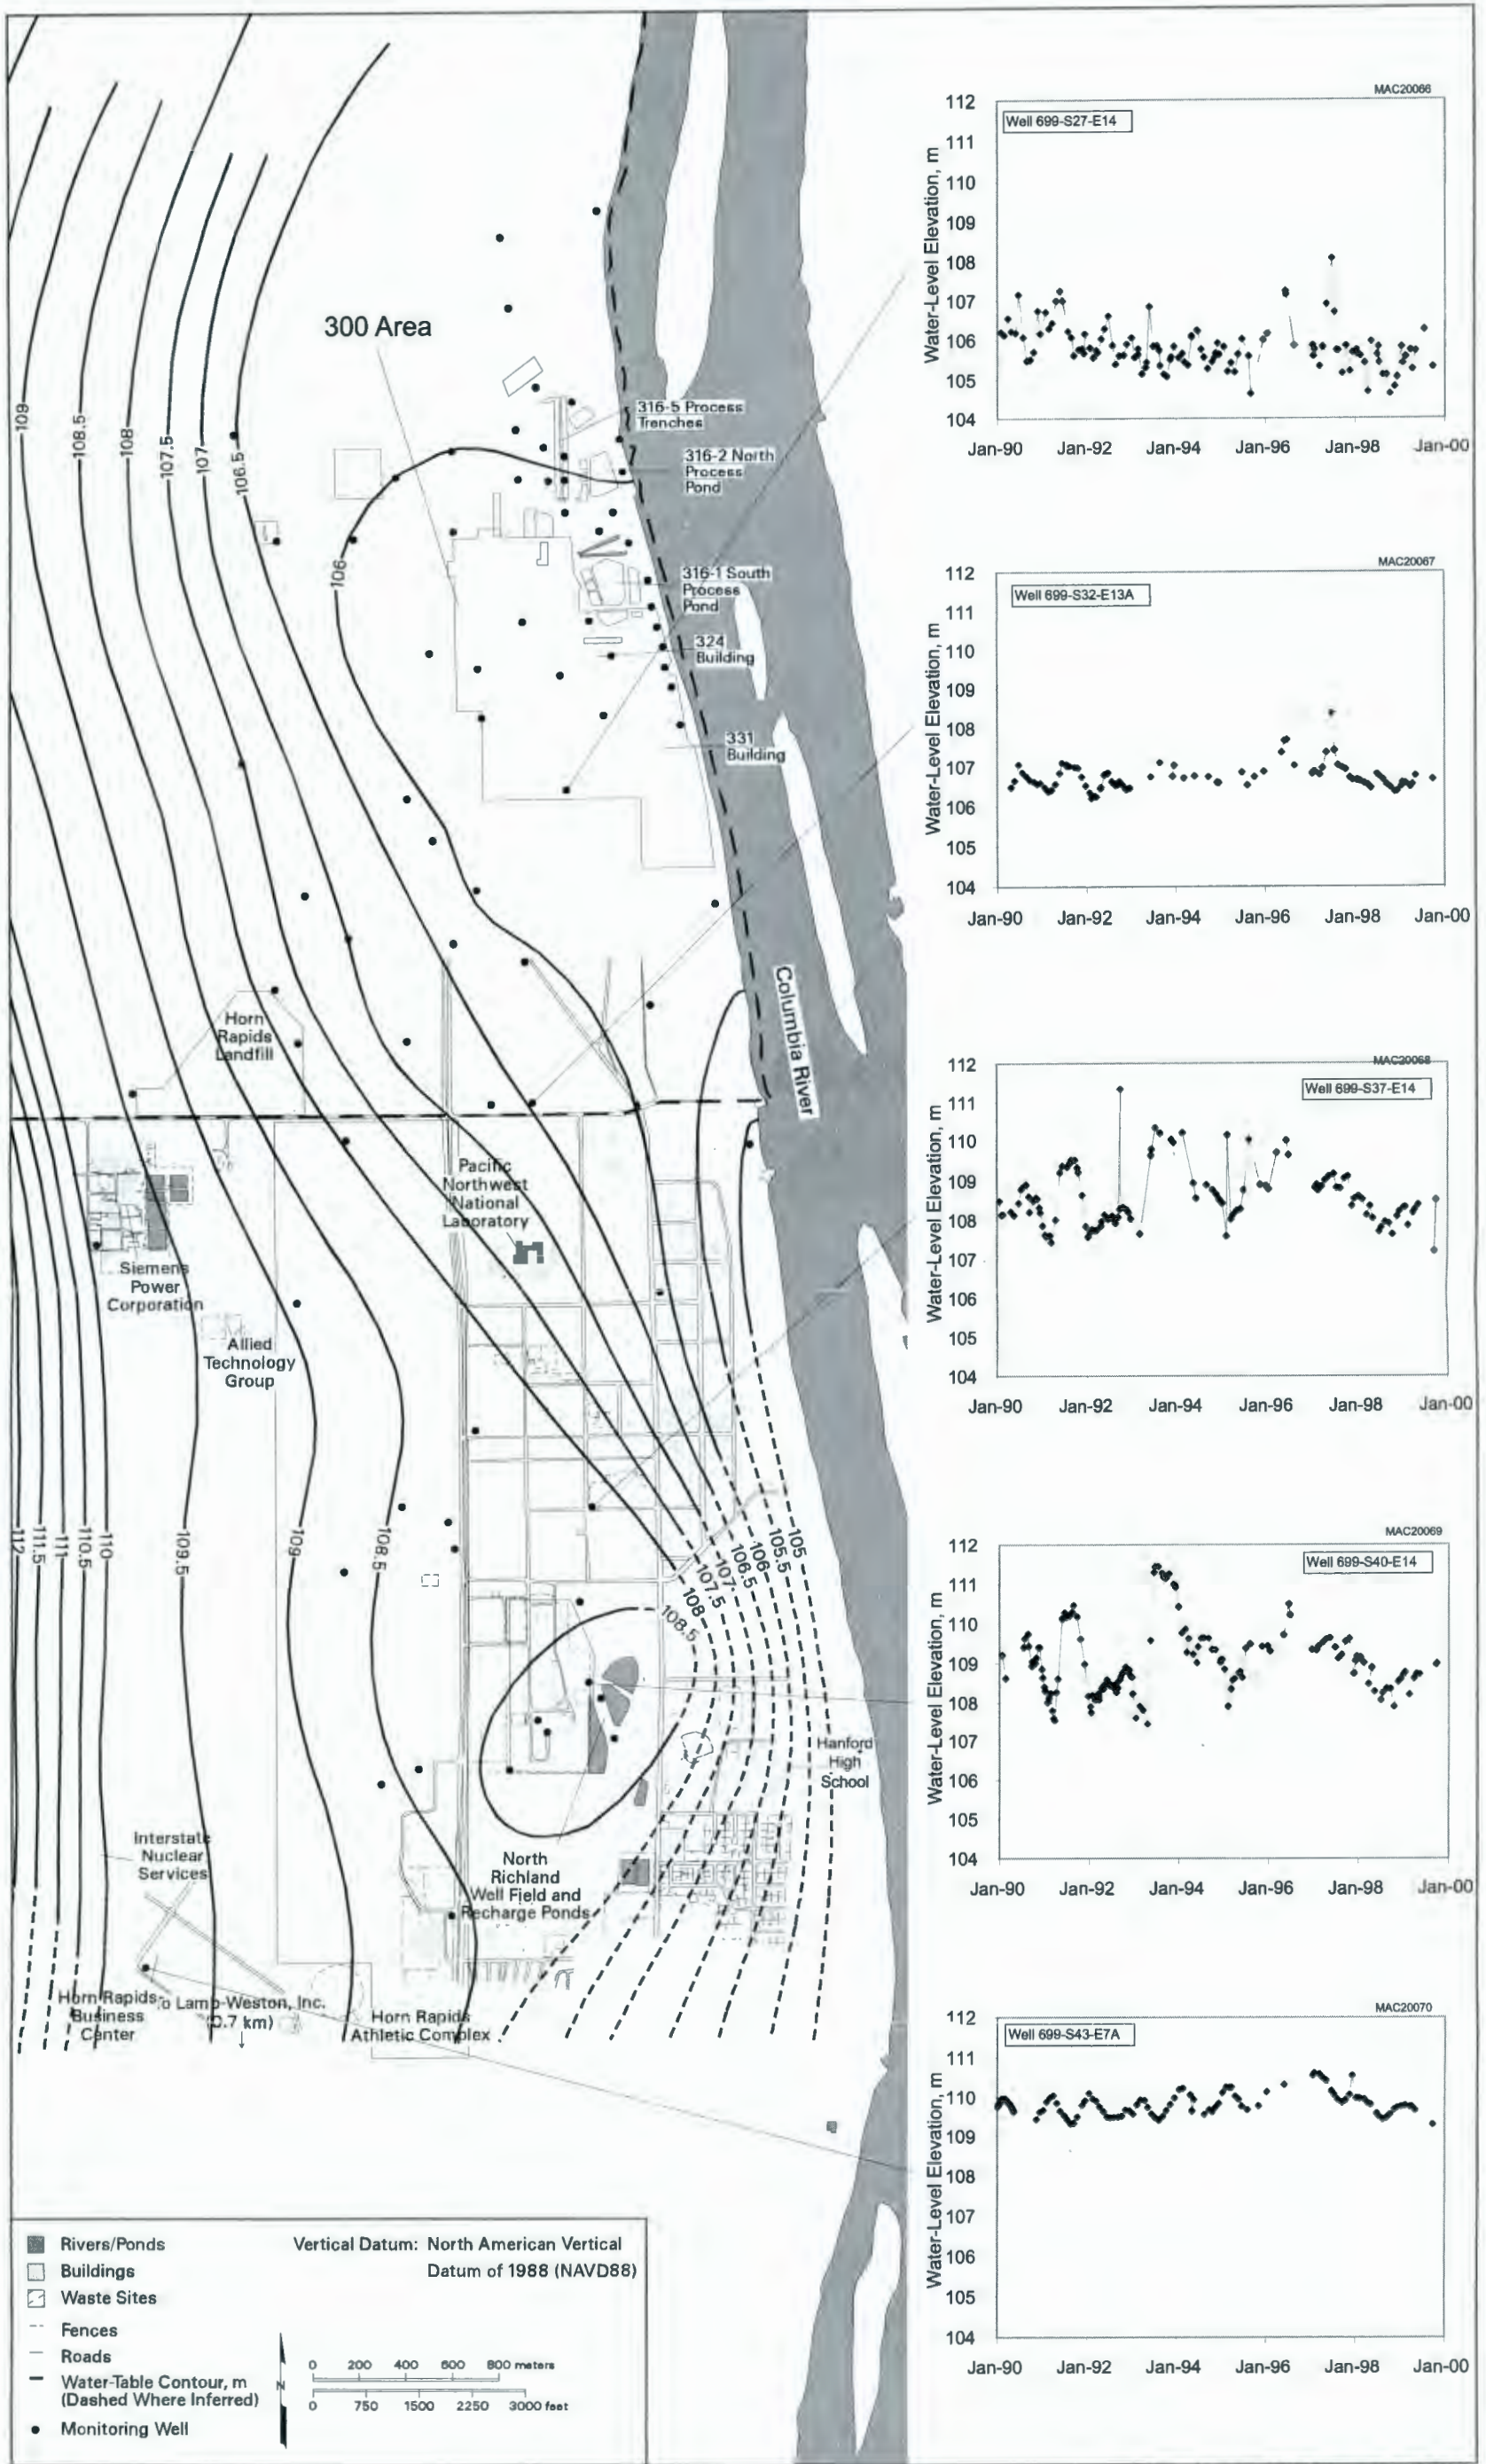 300 Area
316-5 Process
Trenches
316-2 North
Process
Pond
316-1 South
Process
Pond
324
Building
331
Building
109
108.5
108
107.5
107
106.5
106
Columbia River
Horn
Rapids
Landfill
Pacific
Northwest
National
Laboratory
Siemens
Power
Corporation
Allied
Technology
Group
112
111.5
111
110.5
110
109.5
109
108.5
108.5
108
107.5
107
106.5
106
105.5
105
Hanford
High
School
Interstate
Nuclear
Services
North
Richland
Well Field and
Recharge Ponds
Horn Rapids
Business
Center
To Lamb-Weston, Inc.
(0.7 km)
Horn Rapids
Athletic Complex
Rivers/Ponds
Buildings
Waste Sites
Fences
Roads
Water-Table Contour, m
(Dashed Where Inferred)
Monitoring Well
Vertical Datum: North American Vertical
Datum of 1988 (NAVD88)
N
0 200 400 600 800 meters
0 750 1500 2250 3000 feet
MAC20066
Well 699-S27-E14
Water-Level Elevation, m
112
111
110
109
108
107
106
105
104
Jan-90 Jan-92 Jan-94 Jan-96 Jan-98 Jan-00
MAC20067
Well 699-S32-E13A
Water-Level Elevation, m
112
111
110
109
108
107
106
105
104
Jan-90 Jan-92 Jan-94 Jan-96 Jan-98 Jan-00
MAC20068
Well 699-S37-E14
Water-Level Elevation, m
112
111
110
109
108
107
106
105
104
Jan-90 Jan-92 Jan-94 Jan-96 Jan-98 Jan-00
MAC20069
Well 699-S40-E14
Water-Level Elevation, m
112
111
110
109
108
107
106
105
104
Jan-90 Jan-92 Jan-94 Jan-96 Jan-98 Jan-00
MAC20070
Well 699-S43-E7A
Water-Level Elevation, m
112
111
110
109
108
107
106
105
104
Jan-90 Jan-92 Jan-94 Jan-96 Jan-98 Jan-00